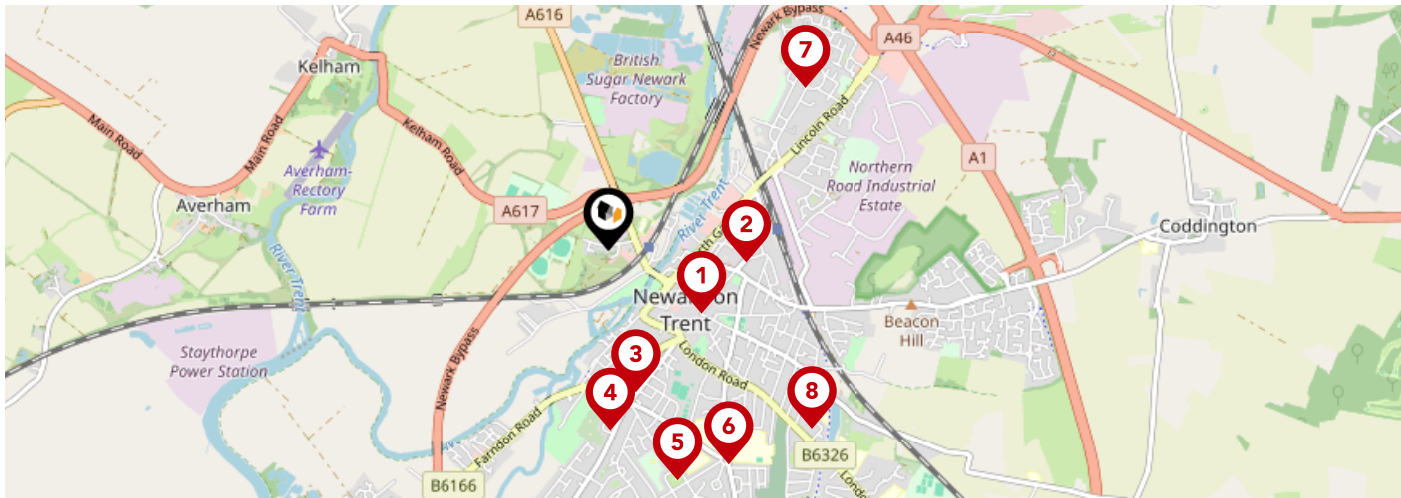 A616
Newark Bypass
7
A46
Kelham
British
Sugar Newark
Factory
Main Road
Main Road
Kelham Road
Lincoln Road
A1
Averham-
Rectory
Farm
Northern
Road Industrial
Estate
Averham
A617
River Trent
2
Coddington
River Trent
1
Newark on
Trent
Beacon
Hill
Staythorpe
Power Station
Newark Bypass
3
London Road
4
8
Farndon Road
6
5
B6326
B6166